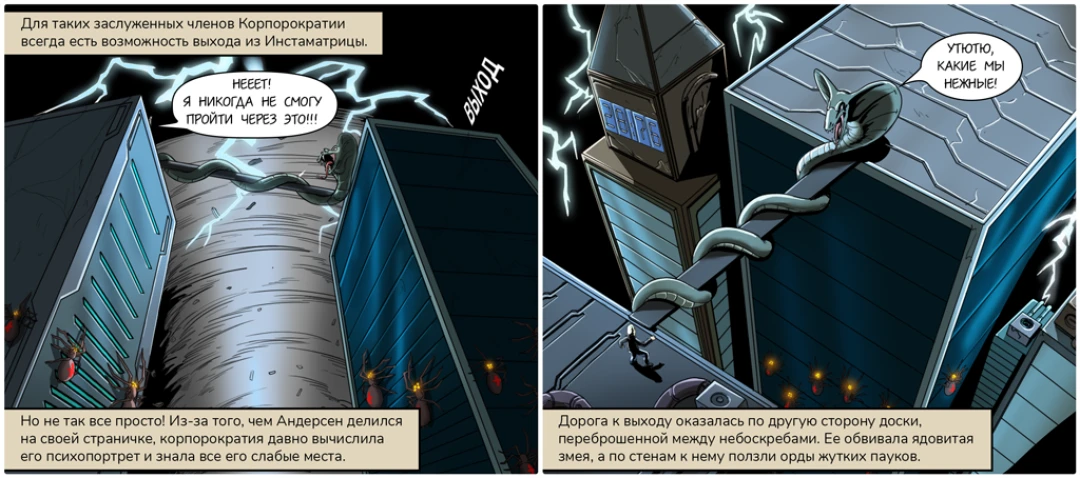 Для таких заслуженных членов Корпорократии
всегда есть возможность выхода из Инстаматрицы.
НЕЕЕТ!
Я НИКОГДА НЕ СМОГУ
ПРОЙТИ ЧЕРЕЗ ЭТО!!!
ВЫХОД
Но не так все просто! Из-за того, чем Андерсен делился
на своей страничке, корпорократия давно вычислила
его психопортрет и знала все его слабые места.
УТЮТЮ,
КАКИЕ МЫ
НЕЖНЫЕ!
Дорога к выходу оказалась по другую сторону доски,
переброшенной между небоскребами. Ее обвивала ядовитая
змея, а по стенам к нему ползли орды жутких пауков.